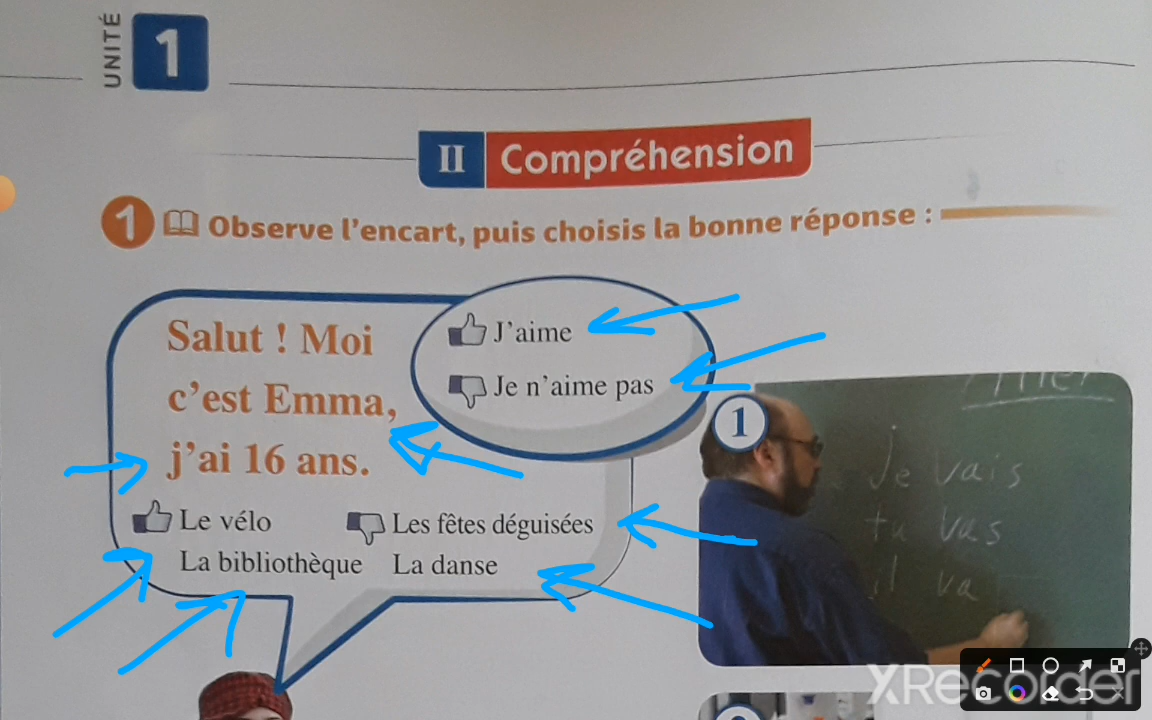 UNITÉ
1
II Compréhension
1 Observe l'encart, puis choisis la bonne réponse :
Salut ! Moi
c'est Emma,
j'ai 16 ans.
J'aime
Je n'aime pas
Le vélo
La bibliothèque
Les fêtes déguisées
La danse
1
Je vais
tu vas
il va
XRecorder